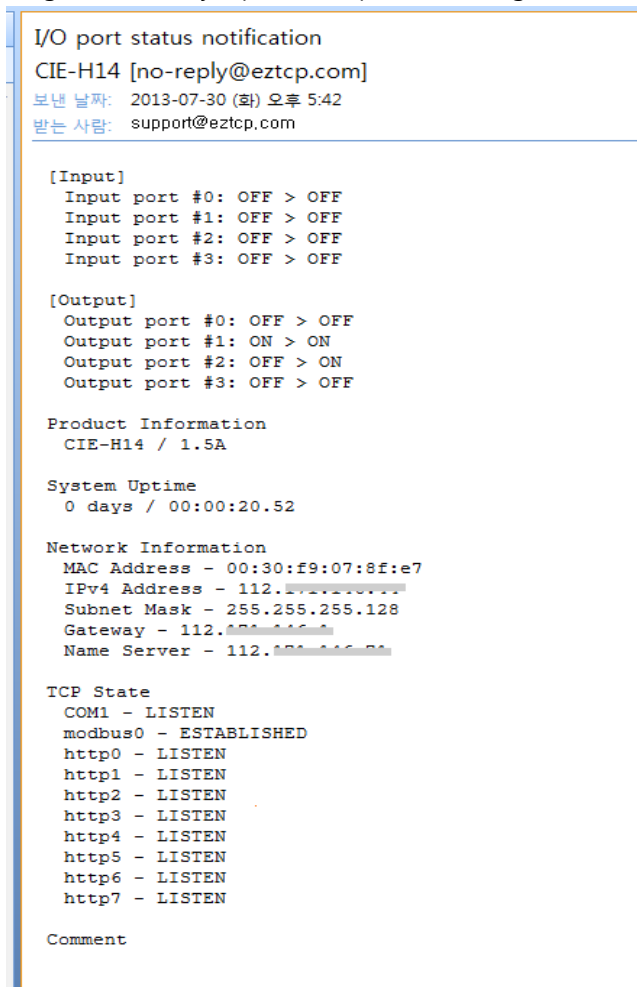 I/O port status notification
CIE-H14 [no-reply@eztcp.com]
보낸 날짜: 2013-07-30 (화) 오후 5:42
받는 사람: support@eztcp.com
[Input]
Input port #0: OFF > OFF
Input port #1: OFF > OFF
Input port #2: OFF > OFF
Input port #3: OFF > OFF
[Output]
Output port #0: OFF > OFF
Output port #1: ON > ON
Output port #2: OFF > ON
Output port #3: OFF > OFF
Product Information
CIE-H14 / 1.5A
System Uptime
0 days / 00:00:20.52
Network Information
MAC Address - 00:30:f9:07:8f:e7
IPv4 Address - 112.
Subnet Mask - 255.255.255.128
Gateway - 112.
Name Server - 112.
TCP State
COM1 - LISTEN
modbus0 - ESTABLISHED
http0 - LISTEN
http1 - LISTEN
http2 - LISTEN
http3 - LISTEN
http4 - LISTEN
http5 - LISTEN
http6 - LISTEN
http7 - LISTEN
Comment